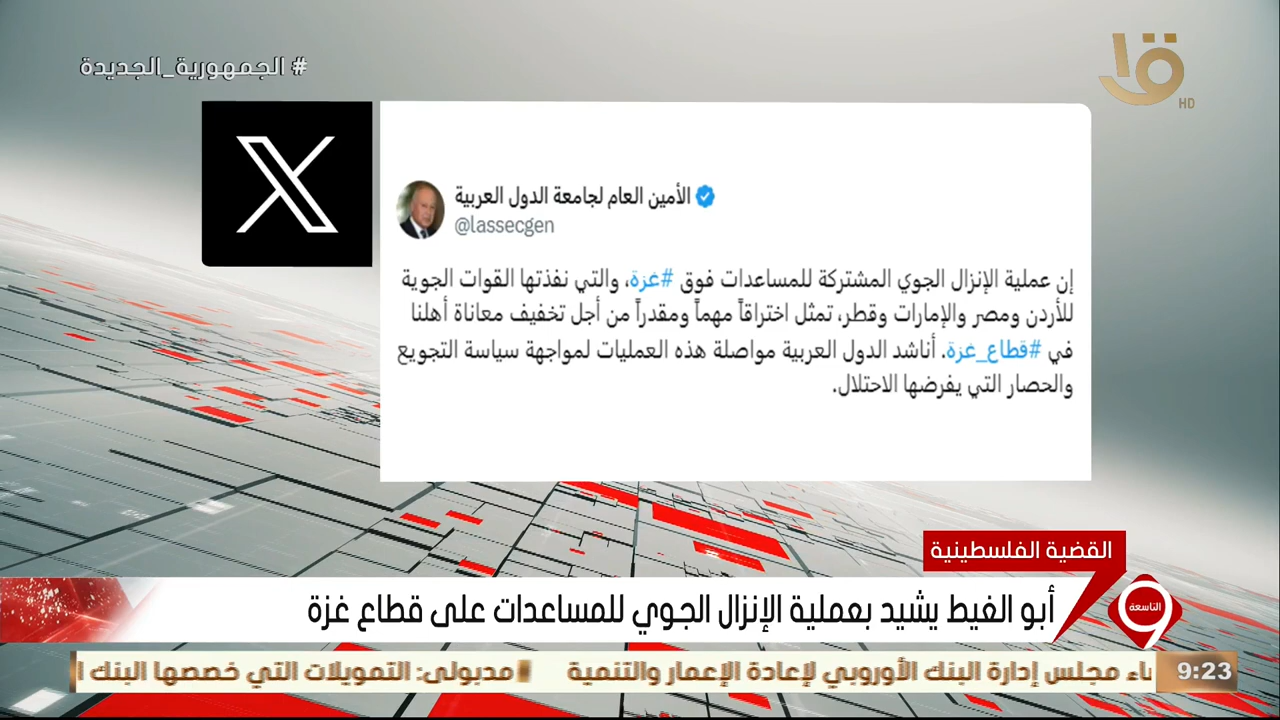 # الجمهورية_الجديدة
HD
الأمين العام لجامعة الدول العربية
@lassecgen
إن عملية الإنزال الجوي المشتركة للمساعدات فوق #غزة، والتي نفذتها القوات الجوية
للأردن ومصر والإمارات وقطر، تمثل اختراقاً مهماً ومقدراً من أجل تخفيف معاناة أهلنا
في #قطاع_غزة. أناشد الدول العربية مواصلة هذه العمليات لمواجهة سياسة التجويع
والحصار التي يفرضها الاحتلال.
القضية الفلسطينية
التاسعة
9
أبو الغيط يشيد بعملية الإنزال الجوي للمساعدات على قطاع غزة
9:23
مجلس إدارة البنك الأوروبي لإعادة الإعمار والتنمية
مدبولي: التمويلات التي خصصها البنك